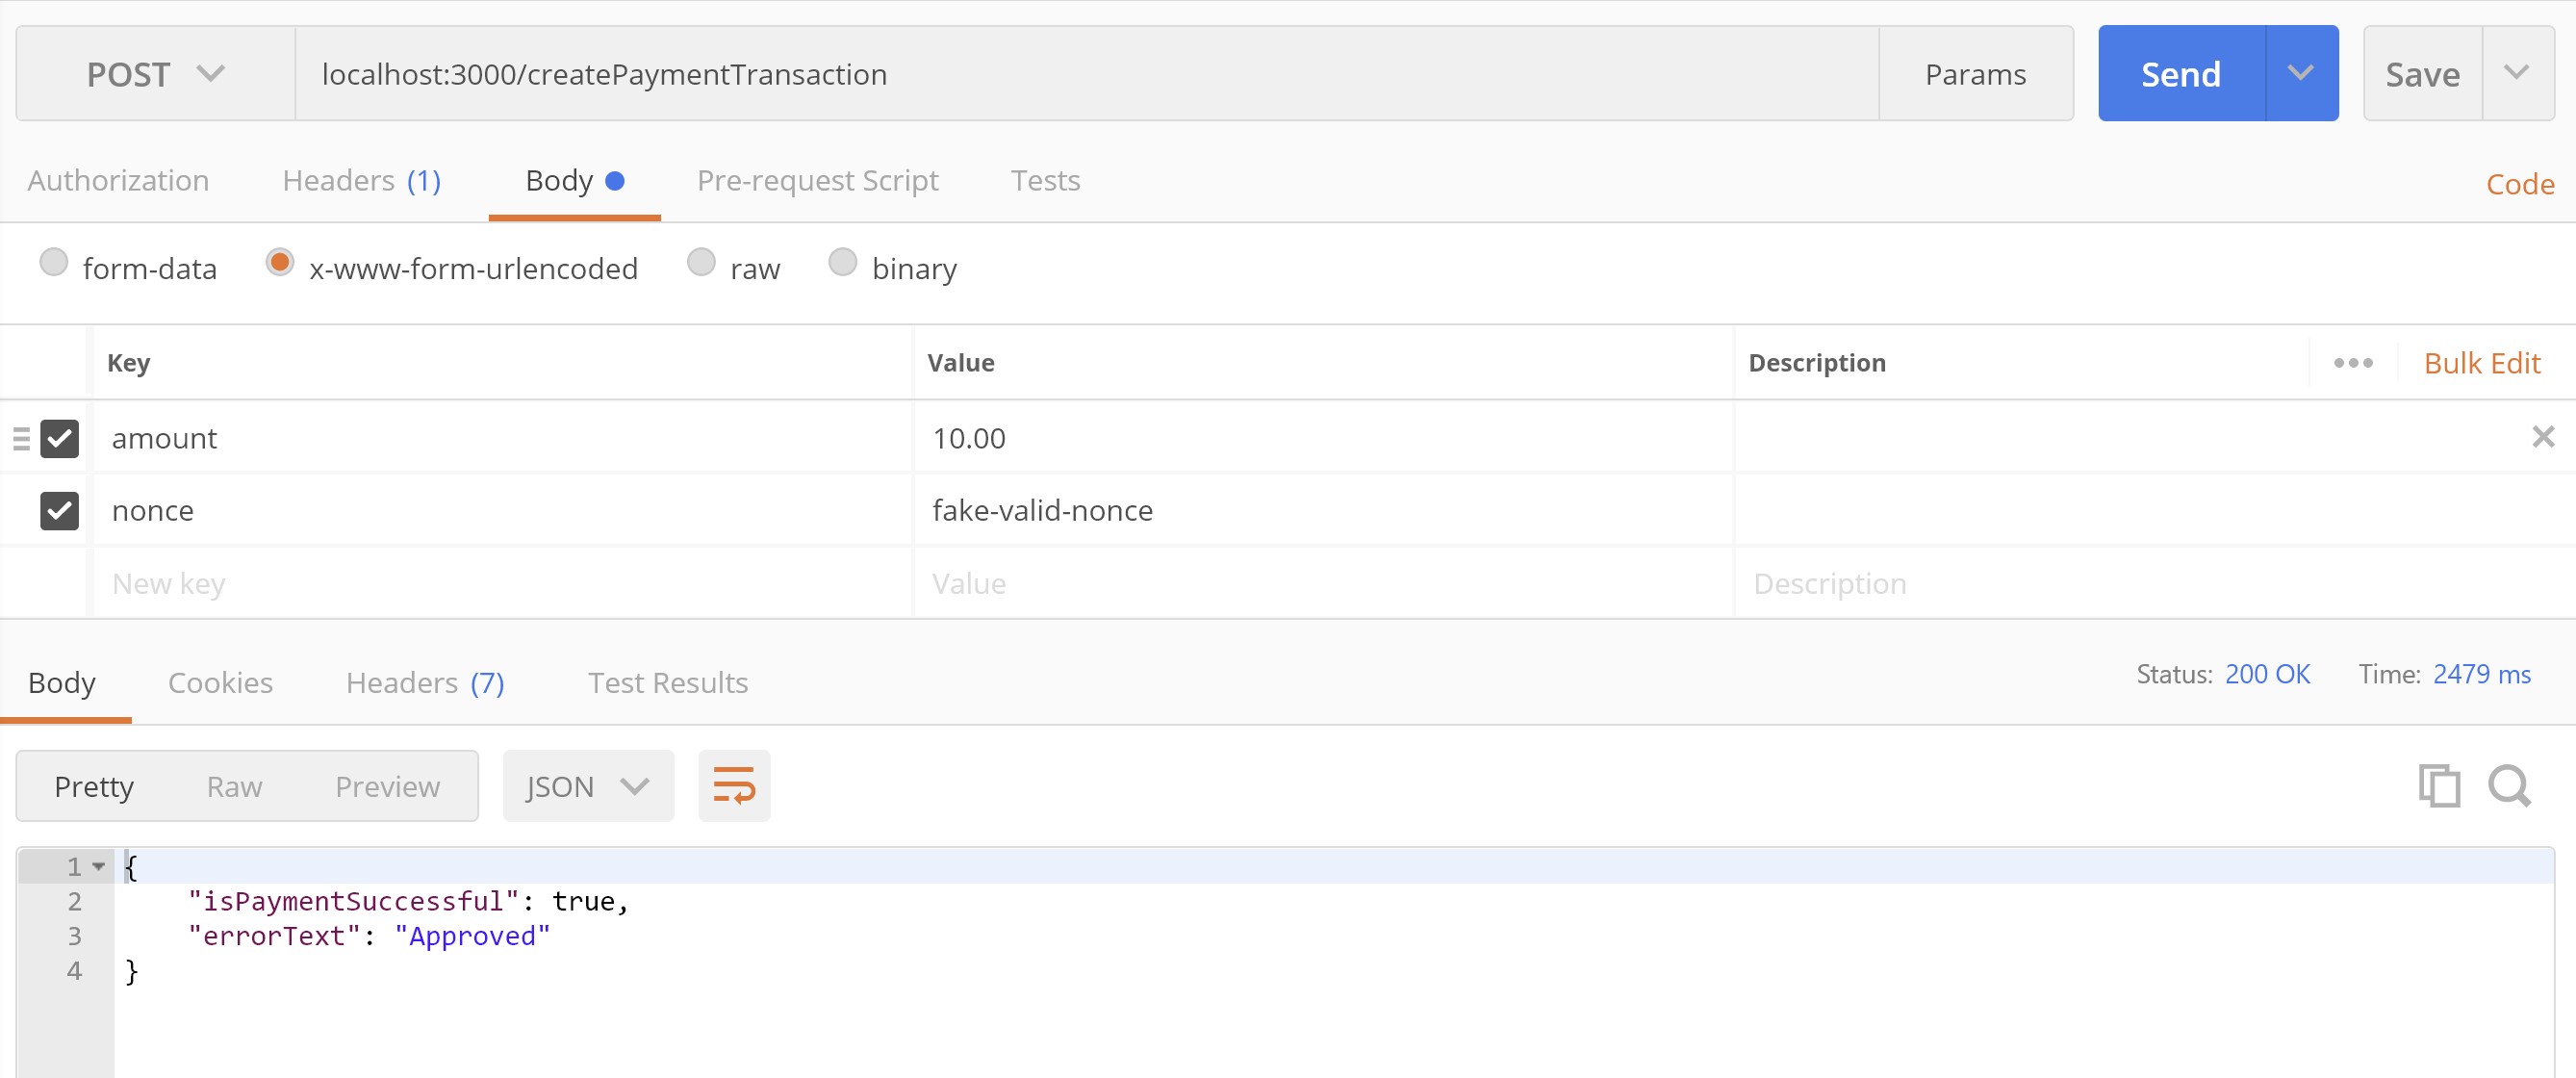 POST localhost:3000/createPaymentTransaction Params Send Save
Authorization Headers (1) Body Pre-request Script Tests Code
form-data x-www-form-urlencoded raw binary
Key Value Description ••• Bulk Edit
amount 10.00
nonce fake-valid-nonce
New key Value Description
Body Cookies Headers (7) Test Results Status: 200 OK Time: 2479 ms
Pretty Raw Preview JSON
1 {
2 "isPaymentSuccessful": true,
3 "errorText": "Approved"
4 }